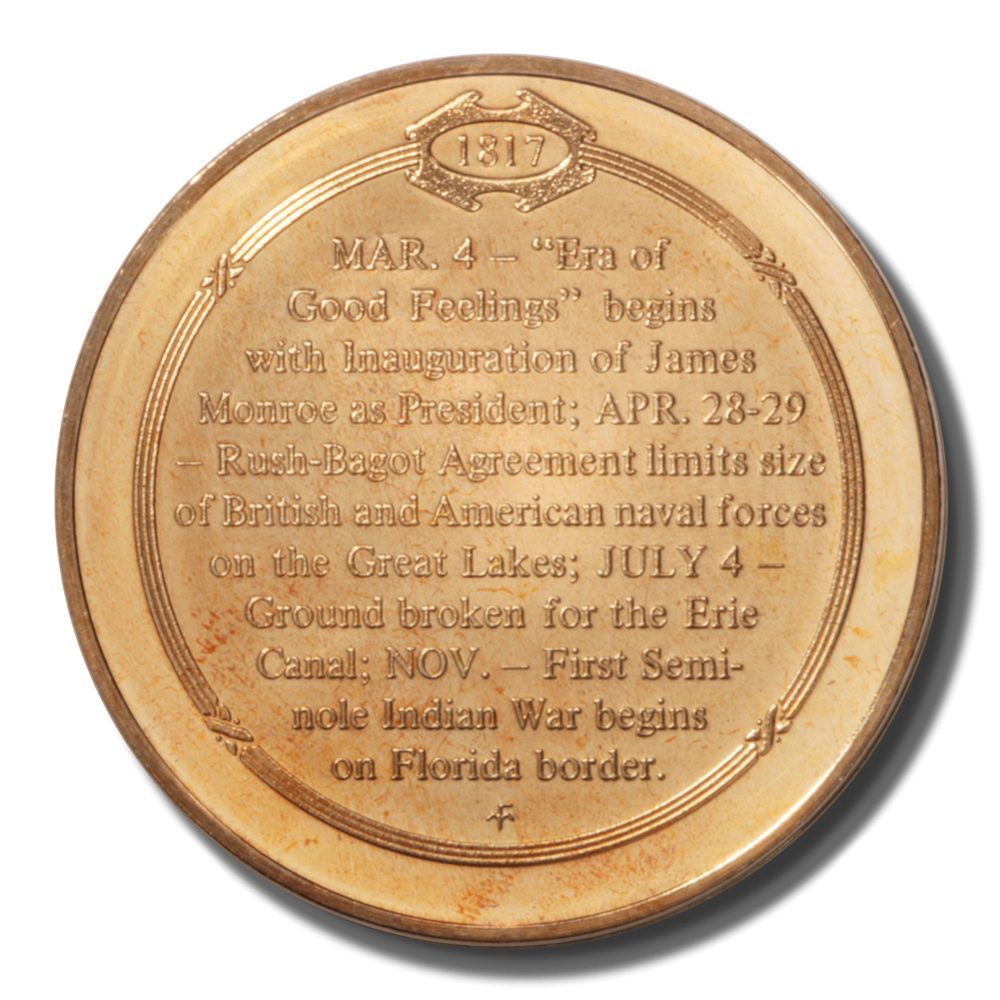 1817
MAR. 4 – “Era of
Good Feelings” begins
with Inauguration of James
Monroe as President; APR. 28-29
– Rush-Bagot Agreement limits size
of British and American naval forces
on the Great Lakes; JULY 4 –
Ground broken for the Erie
Canal; NOV. – First Semi-
nole Indian War begins
on Florida border.